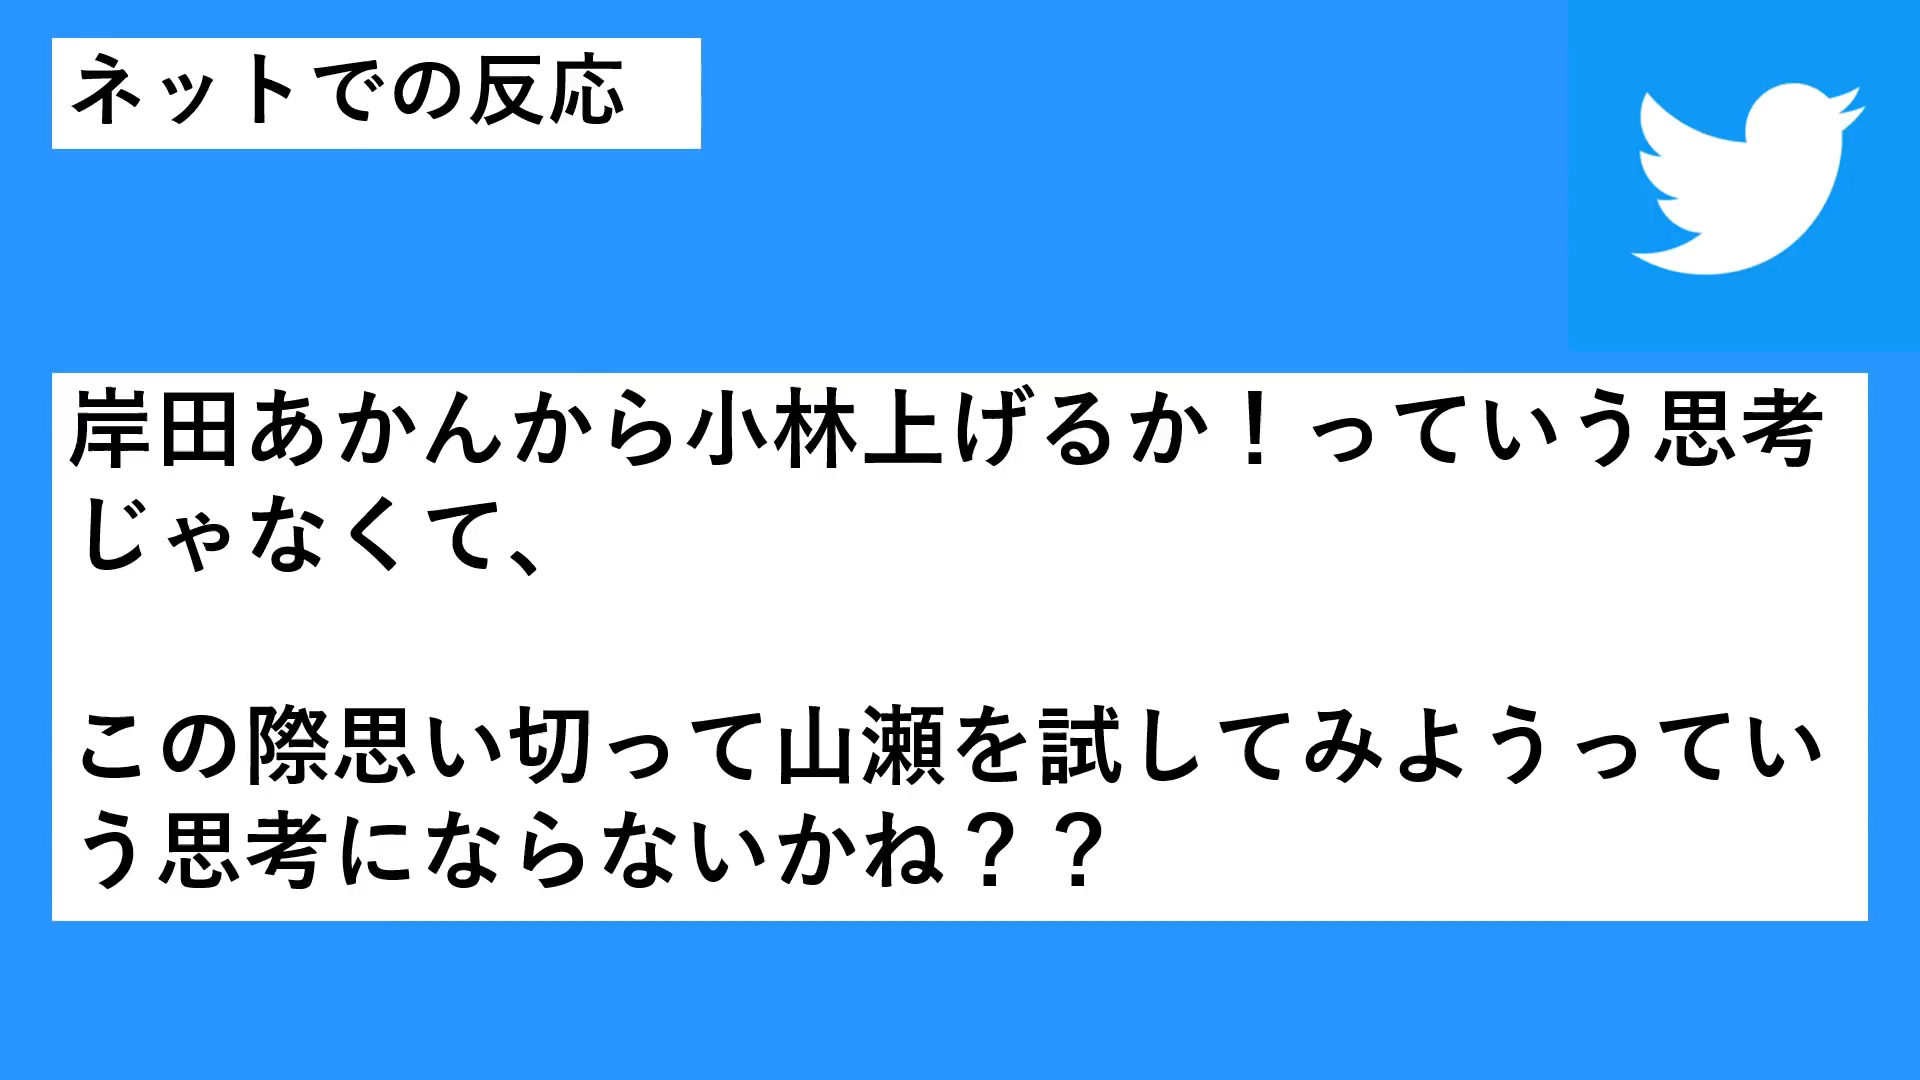 ネットでの反応
岸田あかんから小林上げるか！っていう思考
じゃなくて、
この際思い切って山瀬を試してみようってい
う思考にならないかね？？